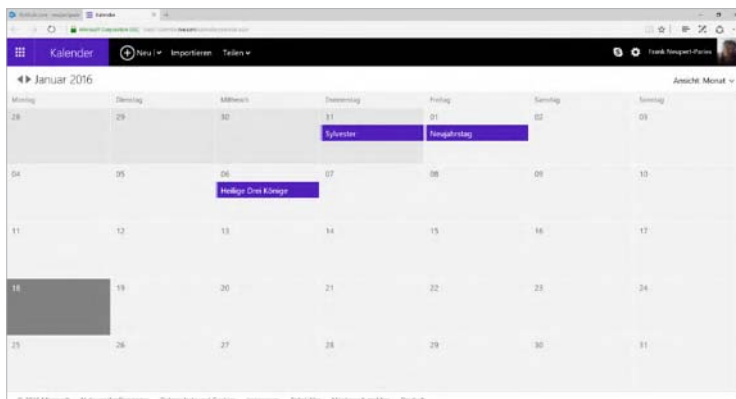 Kalender
Kalender Neu Importieren Teilen Frank Neupert-Paries
Januar 2016 Ansicht: Monat
Montag Dienstag Mittwoch Donnerstag Freitag Samstag Sonntag
28 29 30 31 01 02 03
Sylvester Neujahrstag
04 05 06 07 08 09 10
Heilige Drei Könige
11 12 13 14 15 16 17
18 19 20 21 22 23 24
25 26 27 28 29 30 31